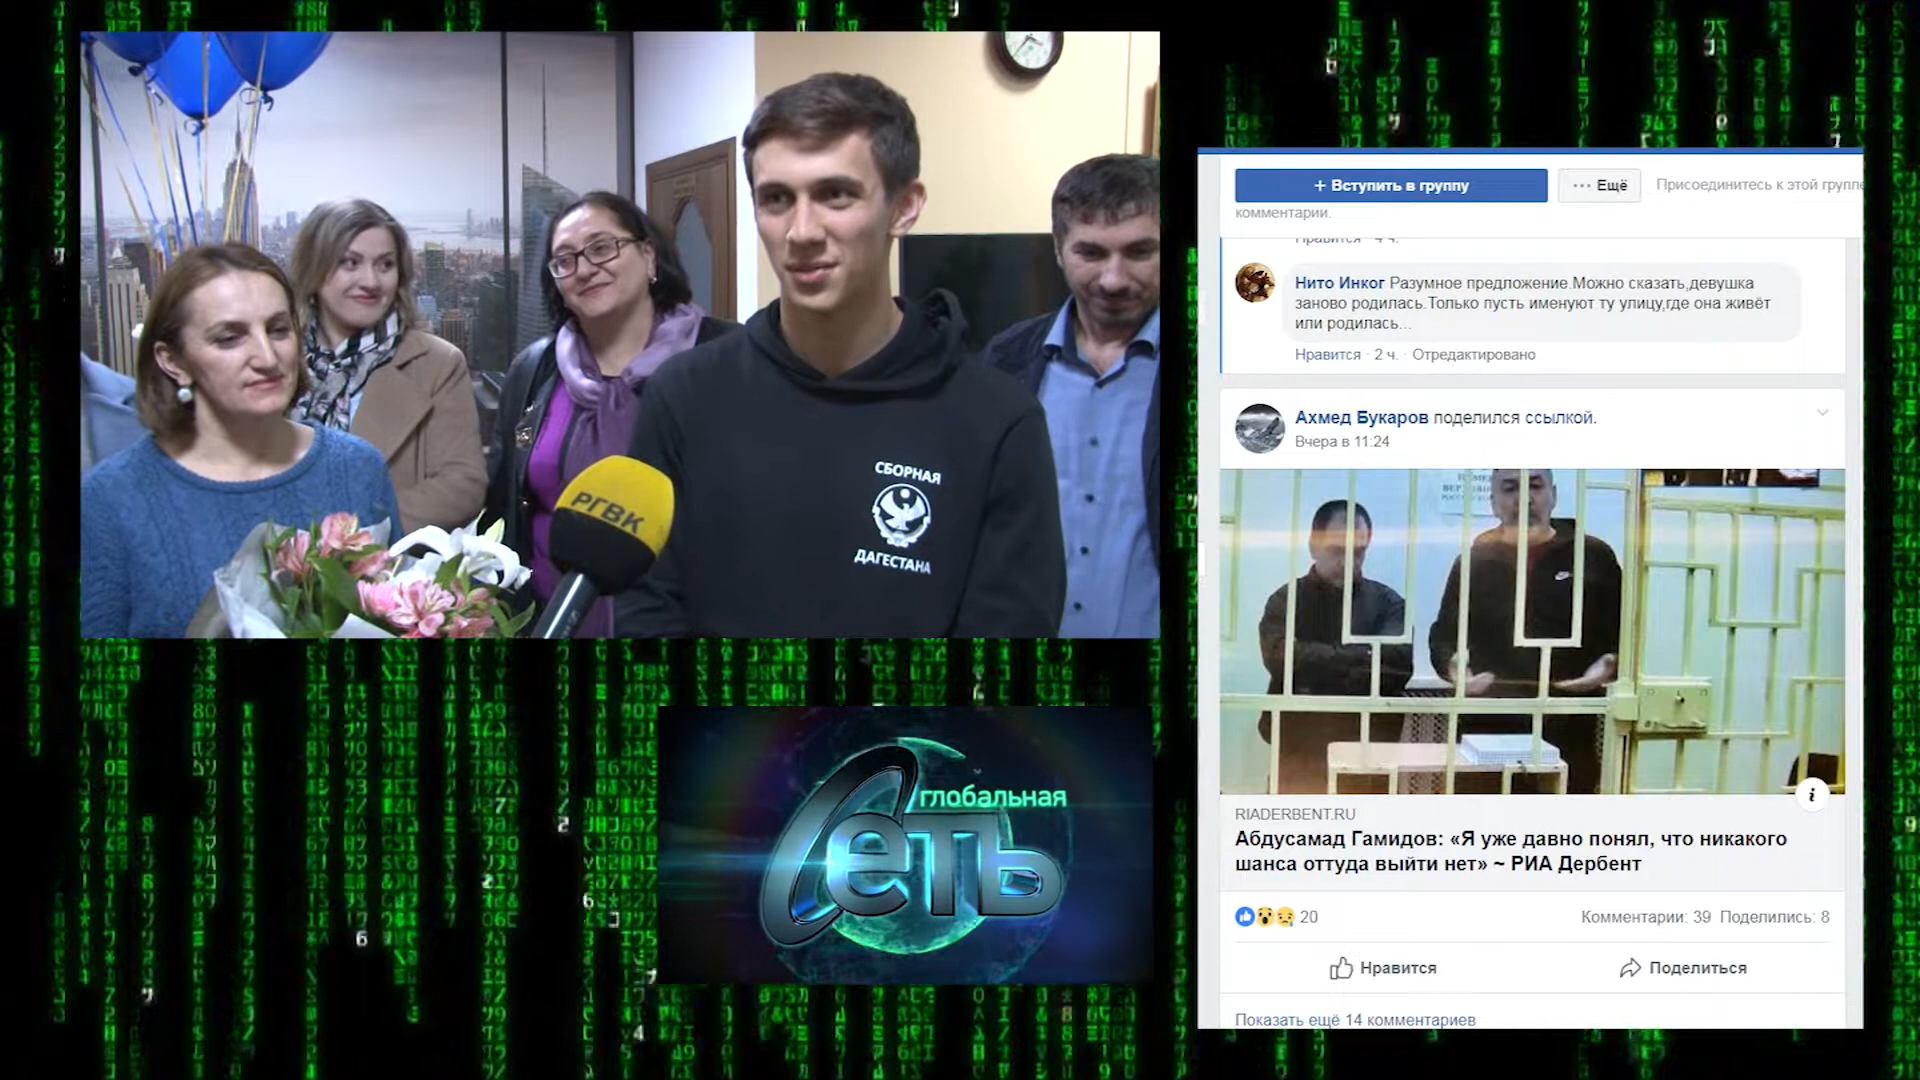 СБОРНАЯ
ДАГЕСТАНА
РГВК
глобальная
Сеть
+ Вступить в группу
··· Ещё
Присоединитесь к этой группе
комментарии.
Нравится · 4 ч.
Нито Инког Разумное предложение.Можно сказать,девушка
заново родилась.Только пусть именуют ту улицу,где она живёт
или родилась...
Нравится · 2 ч. · Отредактировано
Ахмед Букаров поделился ссылкой.
Вчера в 11:24
RIADERBENT.RU
Абдусамад Гамидов: «Я уже давно понял, что никакого
шанса оттуда выйти нет» ~ РИА Дербент
20
Комментарии: 39 Поделились: 8
Нравится
Поделиться
Показать ещё 14 комментариев